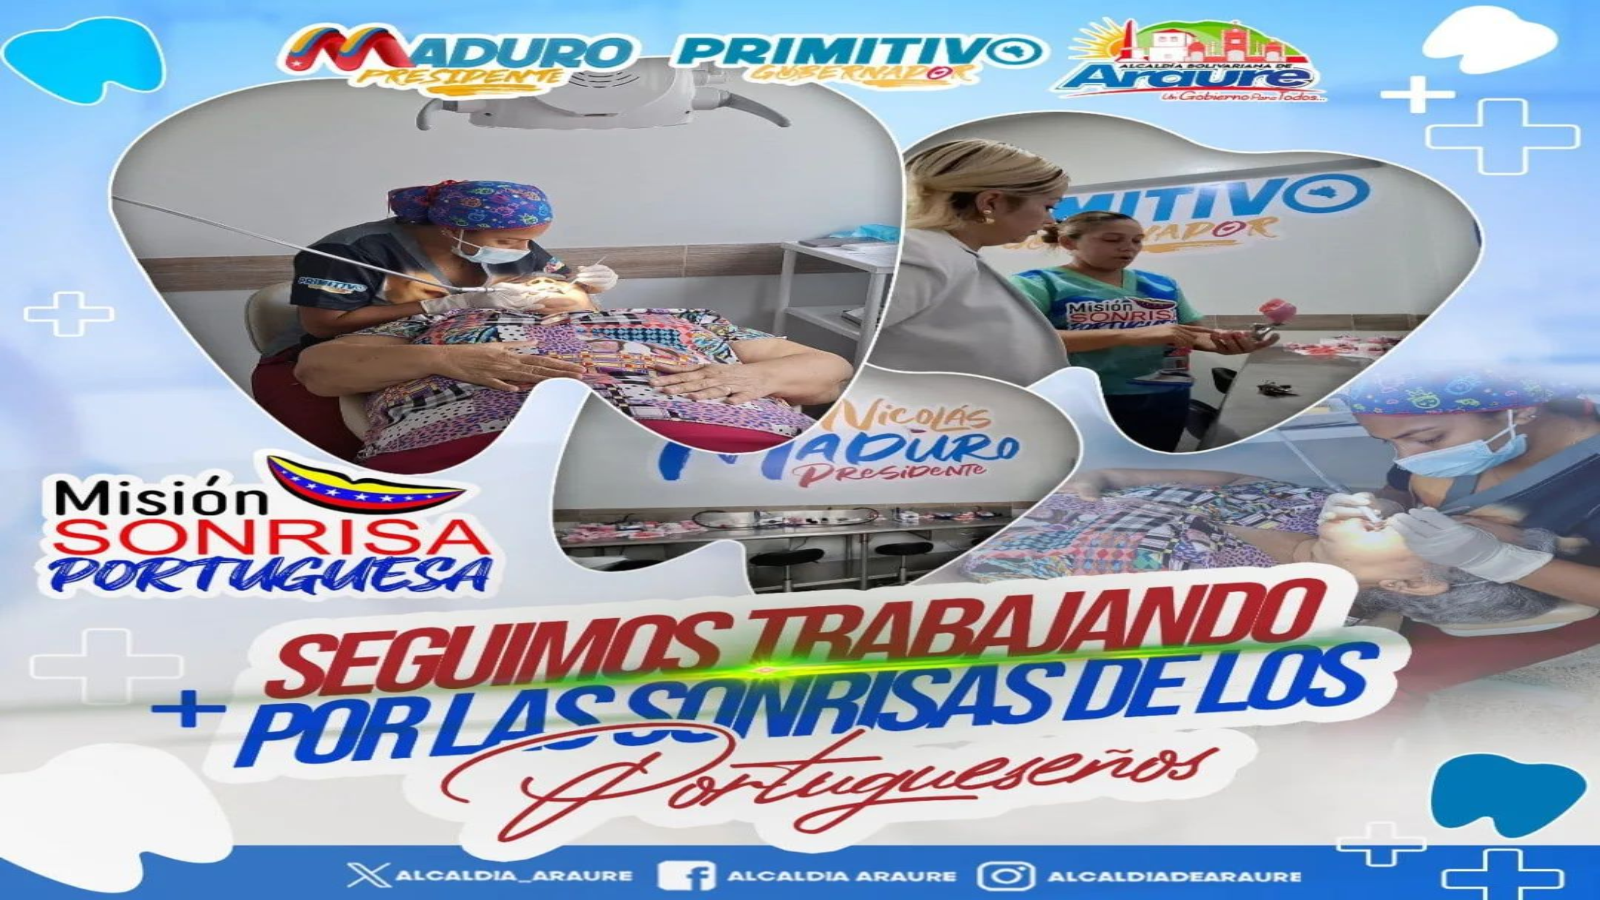 MADURO
PRESIDENTE
PRIMITIVO
GOBERNADOR
ALCALDÍA BOLIVARIANA DE
Araure
Un Gobierno Para Todos...
PRIMITIVO
MITIVO
NADOR
Misión
SONRISA
PORTUGUESA
NICOLÁS
MADURO
PRESIDENTE
Misión
SONRISA
PORTUGUESA
SEGUIMOS TRABAJANDO
POR LAS SONRISAS DE LOS
Portugueseños
ALCALDIA_ARAURE
ALCALDIA ARAURE
ALCALDIADEARAURE